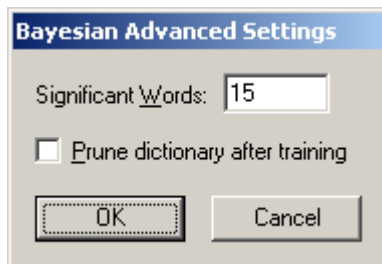 Bayesian Advanced Settings
Significant Words: 15
Prune dictionary after training
OK Cancel